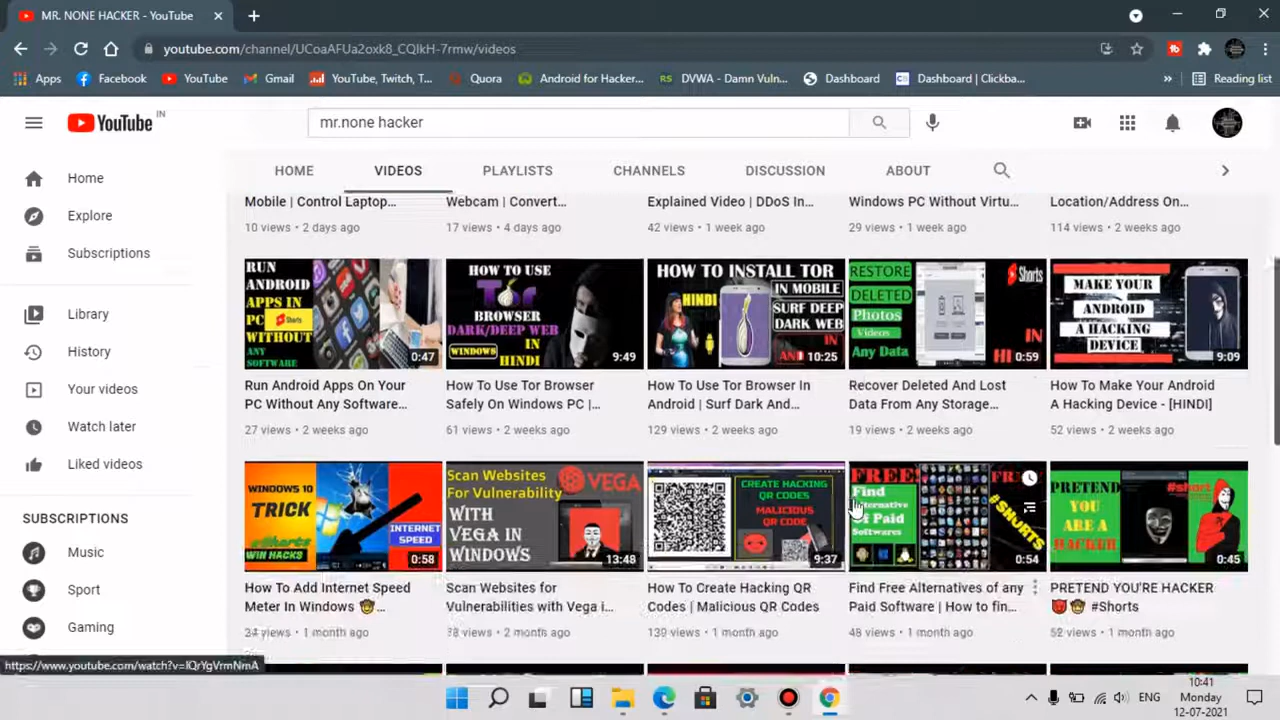 MR. NONE HACKER - YouTube
youtube.com/channel/UCoaAFUa2oxk8_CQIkH-7rmw/videos
Apps
Facebook
YouTube
Gmail
YouTube, Twitch, T...
Quora
Android for Hacker...
RS DVWA - Damn Vuln...
Dashboard
Dashboard | Clickba...
»
Reading list
YouTube IN
mr.none hacker
HOME
VIDEOS
PLAYLISTS
CHANNELS
DISCUSSION
ABOUT
Home
Explore
Subscriptions
Library
History
Your videos
Watch later
Liked videos
SUBSCRIPTIONS
Music
Sport
Gaming
Mobile | Control Laptop...
10 views • 2 days ago
Webcam | Convert...
17 views • 4 days ago
Explained Video | DDoS In...
42 views • 1 week ago
Windows PC Without Virtu...
29 views • 1 week ago
Location/Address On...
114 views • 2 weeks ago
RUN
ANDROID
APPS IN
PC
Shorts
WITHOUT
ANY
SOFTWARE
0:47
Run Android Apps On Your
PC Without Any Software...
27 views • 2 weeks ago
HOW TO USE
Tor
BROWSER
DARK/DEEP WEB
WINDOWS
IN
HINDI
9:49
How To Use Tor Browser
Safely On Windows PC |...
61 views • 2 weeks ago
HOW TO INSTALL TOR
HINDI
IN MOBILE
SURF DEEP
DARK WEB
IN
10:25
How To Use Tor Browser In
Android | Surf Dark And...
129 views • 2 weeks ago
RESTORE
DELETED
Photos
Videos
Any Data
Shorts
IN
0:59
Recover Deleted And Lost
Data From Any Storage...
19 views • 2 weeks ago
MAKE YOUR
ANDROID
A HACKING
DEVICE
9:09
How To Make Your Android
A Hacking Device - [HINDI]
52 views • 2 weeks ago
WINDOWS 10
TRICK
#Shorts
WIN HACKS
INTERNET
SPEED
0:58
How To Add Internet Speed
Meter In Windows
...
24 views • 1 month ago
Scan Websites
For Vulnerability
VEGA
WITH
VEGA IN
WINDOWS
13:48
Scan Websites for
Vulnerabilities with Vega i...
38 views • 2 month ago
CREATE HACKING
QR CODES
MALICIOUS
QR CODE
9:37
How To Create Hacking QR
Codes | Malicious QR Codes
130 views • 1 month ago
FREE
Find
Alternative
Of Paid
Softwares
#SHORTS
0:54
Find Free Alternatives of any
Paid Software | How to fin...
48 views • 1 month ago
PRETEND
YOU
ARE A
HACKER
#short
0:45
PRETEND YOU'RE HACKER
#Shorts
52 views • 1 month ago
https://www.youtube.com/watch?v=IQrYgVrmNmA
ENG
10:41
Monday
12-07-2021